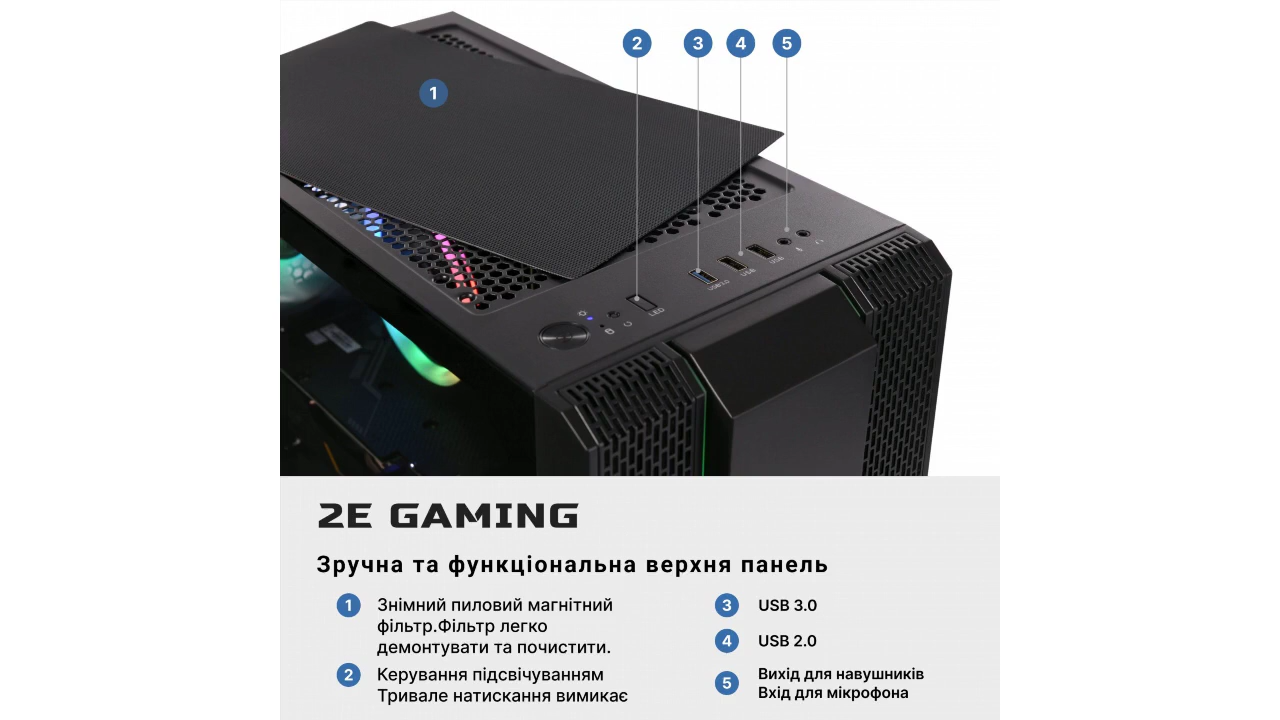 1
2
3
4
5
LED
USB3.0
USB
USB
2E GAMING
Зручна та функціональна верхня панель
1
Знімний пиловий магнітний
фільтр.Фільтр легко
демонтувати та почистити.
2
Керування підсвічуванням
Тривале натискання вимикає
3
USB 3.0
4
USB 2.0
5
Вихід для навушників
Вхід для мікрофона